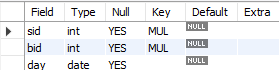 Field Type Null Key Default Extra
sid int YES MUL NULL
bid int YES MUL NULL
day date YES NULL